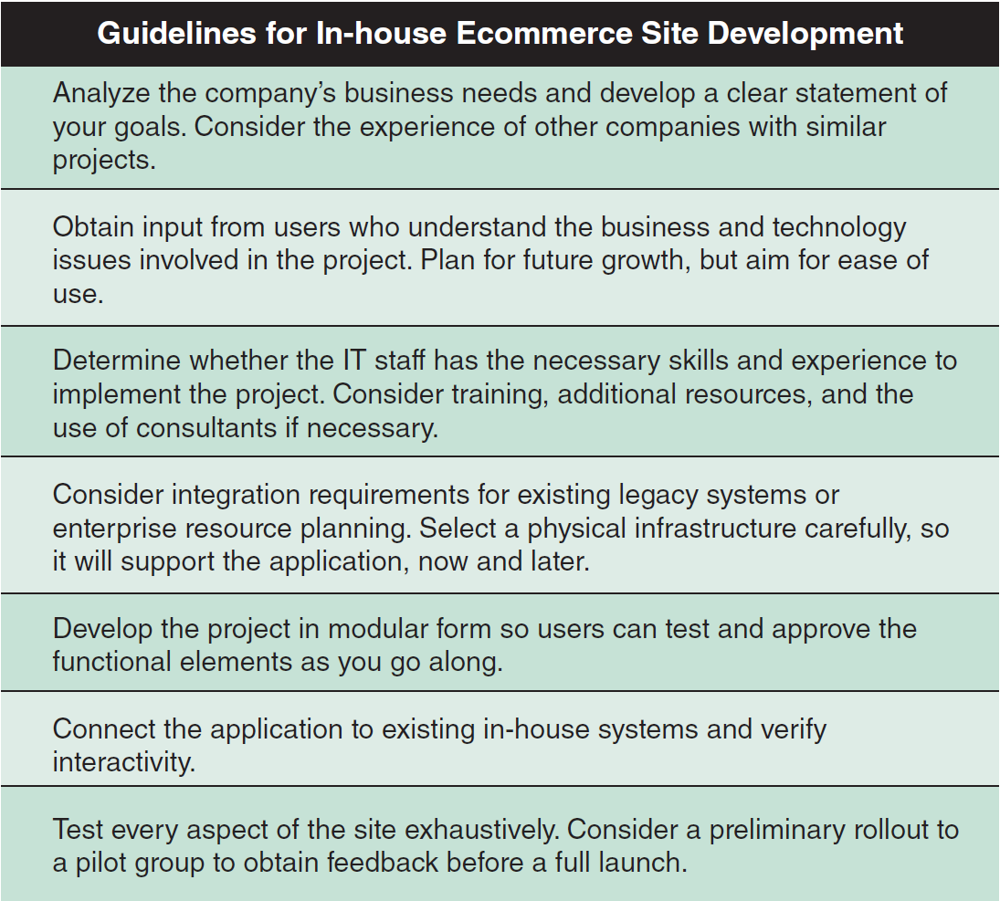 Guidelines for In-house Ecommerce Site Development
Analyze the company’s business needs and develop a clear statement of
your goals. Consider the experience of other companies with similar
projects.
Obtain input from users who understand the business and technology
issues involved in the project. Plan for future growth, but aim for ease of
use.
Determine whether the IT staff has the necessary skills and experience to
implement the project. Consider training, additional resources, and the
use of consultants if necessary.
Consider integration requirements for existing legacy systems or
enterprise resource planning. Select a physical infrastructure carefully, so
it will support the application, now and later.
Develop the project in modular form so users can test and approve the
functional elements as you go along.
Connect the application to existing in-house systems and verify
interactivity.
Test every aspect of the site exhaustively. Consider a preliminary rollout to
a pilot group to obtain feedback before a full launch.